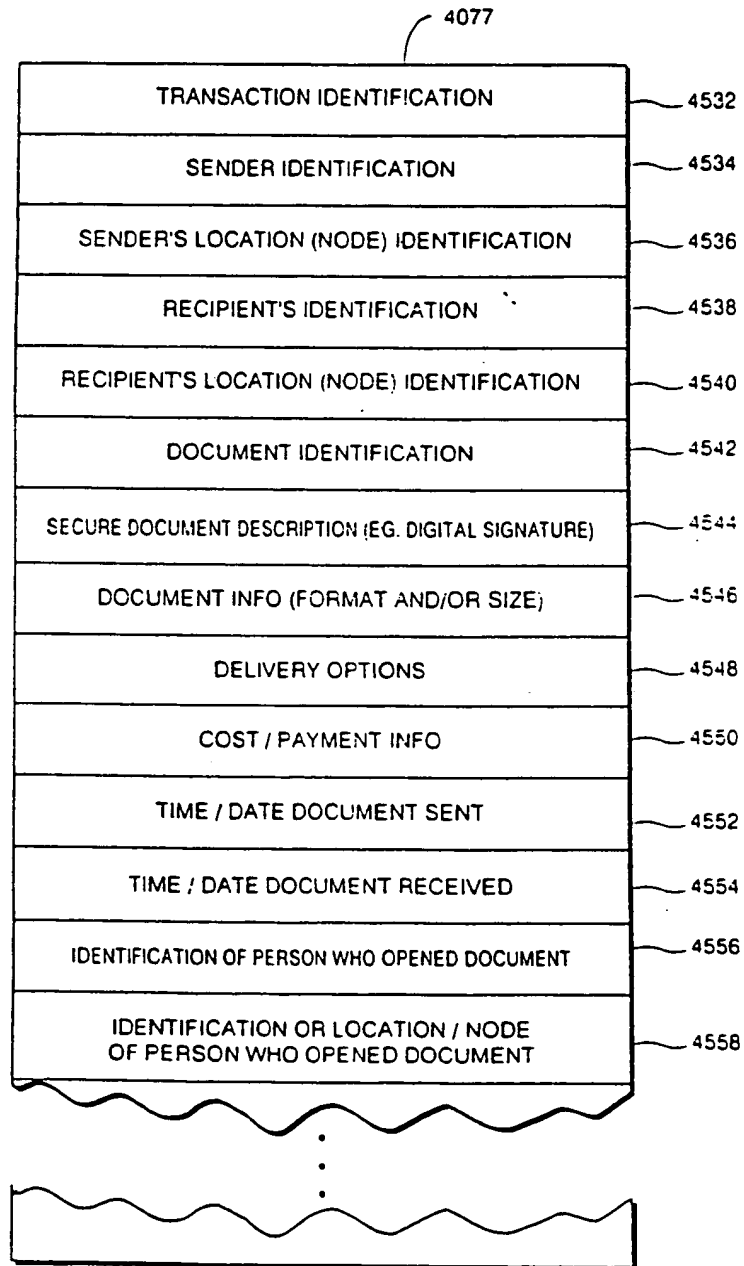 4077
TRANSACTION IDENTIFICATION 4532
SENDER IDENTIFICATION 4534
SENDER'S LOCATION (NODE) IDENTIFICATION 4536
RECIPIENT'S IDENTIFICATION 4538
RECIPIENT'S LOCATION (NODE) IDENTIFICATION 4540
DOCUMENT IDENTIFICATION 4542
SECURE DOCUMENT DESCRIPTION (EG. DIGITAL SIGNATURE) 4544
DOCUMENT INFO (FORMAT AND/OR SIZE) 4546
DELIVERY OPTIONS 4548
COST / PAYMENT INFO 4550
TIME / DATE DOCUMENT SENT 4552
TIME / DATE DOCUMENT RECEIVED 4554
IDENTIFICATION OF PERSON WHO OPENED DOCUMENT 4556
IDENTIFICATION OR LOCATION / NODE
OF PERSON WHO OPENED DOCUMENT 4558